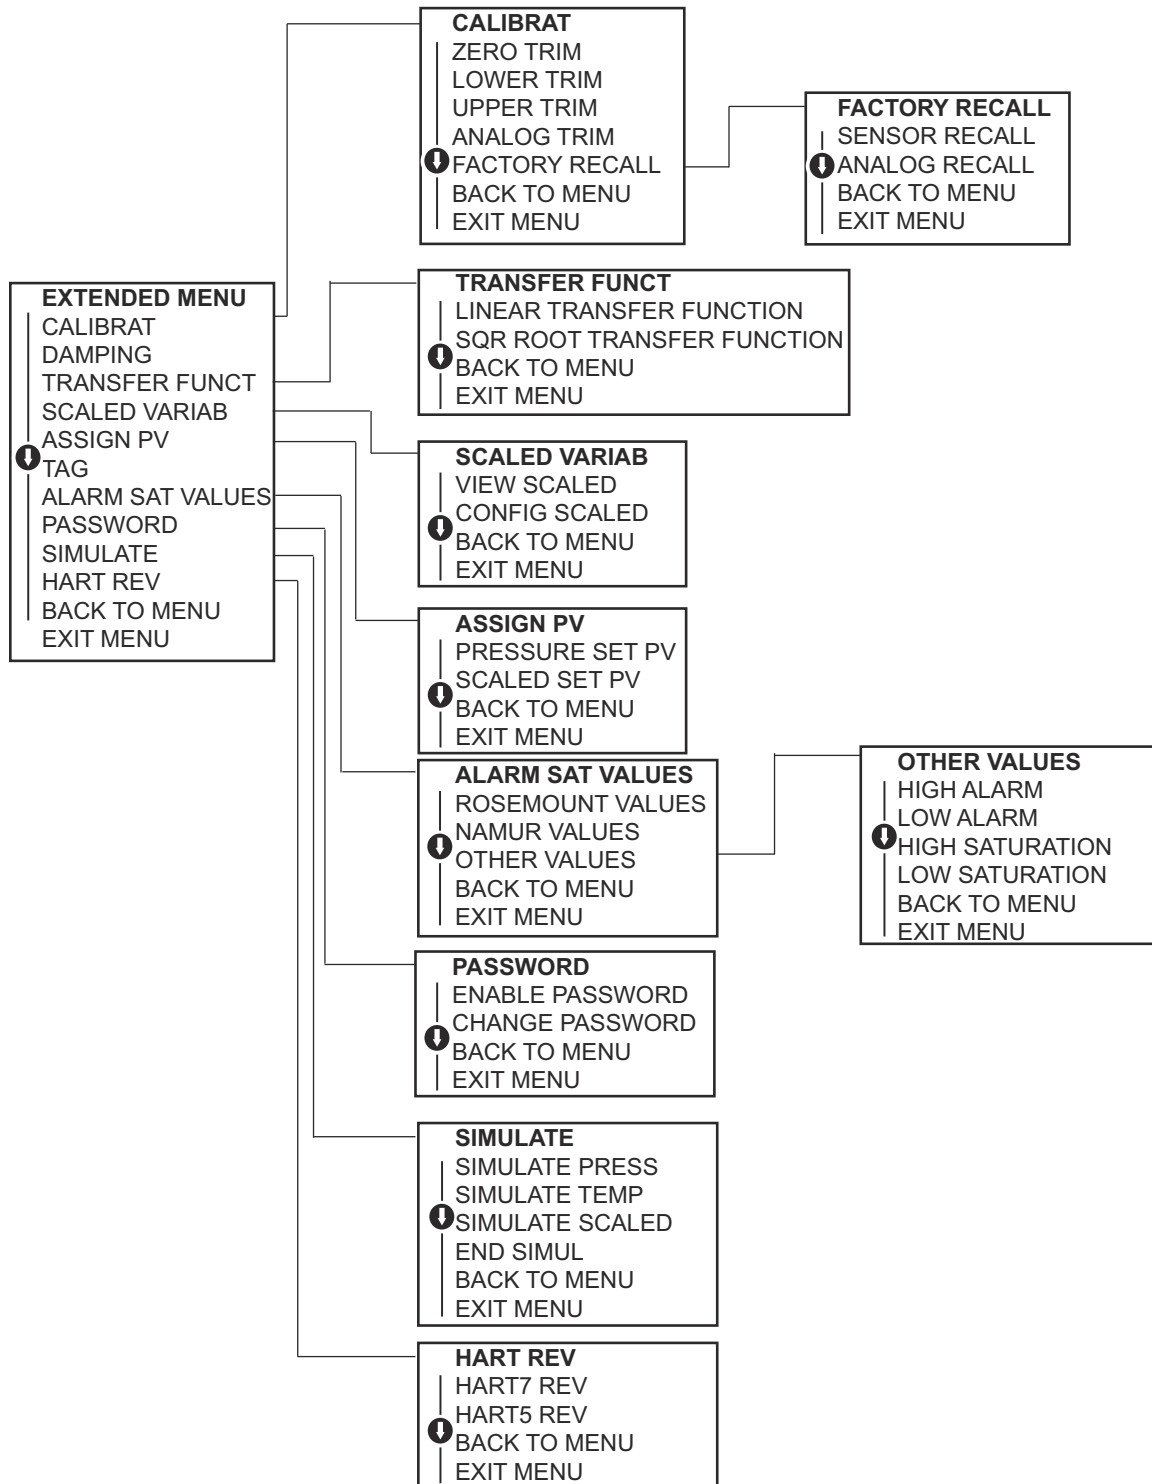 EXTENDED MENU
CALIBRAT
DAMPING
TRANSFER FUNCT
SCALED VARIAB
ASSIGN PV
TAG
ALARM SAT VALUES
PASSWORD
SIMULATE
HART REV
BACK TO MENU
EXIT MENU
CALIBRAT
ZERO TRIM
LOWER TRIM
UPPER TRIM
ANALOG TRIM
FACTORY RECALL
BACK TO MENU
EXIT MENU
FACTORY RECALL
SENSOR RECALL
ANALOG RECALL
BACK TO MENU
EXIT MENU
TRANSFER FUNCT
LINEAR TRANSFER FUNCTION
SQR ROOT TRANSFER FUNCTION
BACK TO MENU
EXIT MENU
SCALED VARIAB
VIEW SCALED
CONFIG SCALED
BACK TO MENU
EXIT MENU
ASSIGN PV
PRESSURE SET PV
SCALED SET PV
BACK TO MENU
EXIT MENU
ALARM SAT VALUES
ROSEMOUNT VALUES
NAMUR VALUES
OTHER VALUES
BACK TO MENU
EXIT MENU
OTHER VALUES
HIGH ALARM
LOW ALARM
HIGH SATURATION
LOW SATURATION
BACK TO MENU
EXIT MENU
PASSWORD
ENABLE PASSWORD
CHANGE PASSWORD
BACK TO MENU
EXIT MENU
SIMULATE
SIMULATE PRESS
SIMULATE TEMP
SIMULATE SCALED
END SIMUL
BACK TO MENU
EXIT MENU
HART REV
HART7 REV
HART5 REV
BACK TO MENU
EXIT MENU